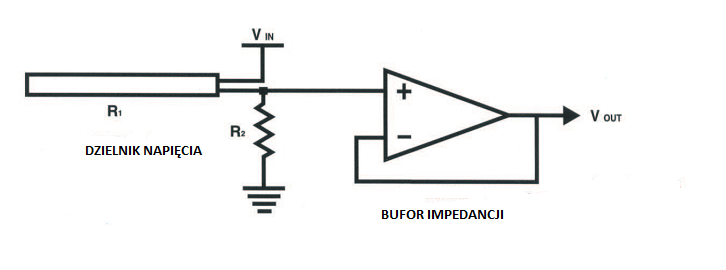 V IN
R1
R2
+
−
V OUT
DZIELNIK NAPIĘCIA
BUFOR IMPEDANCJI